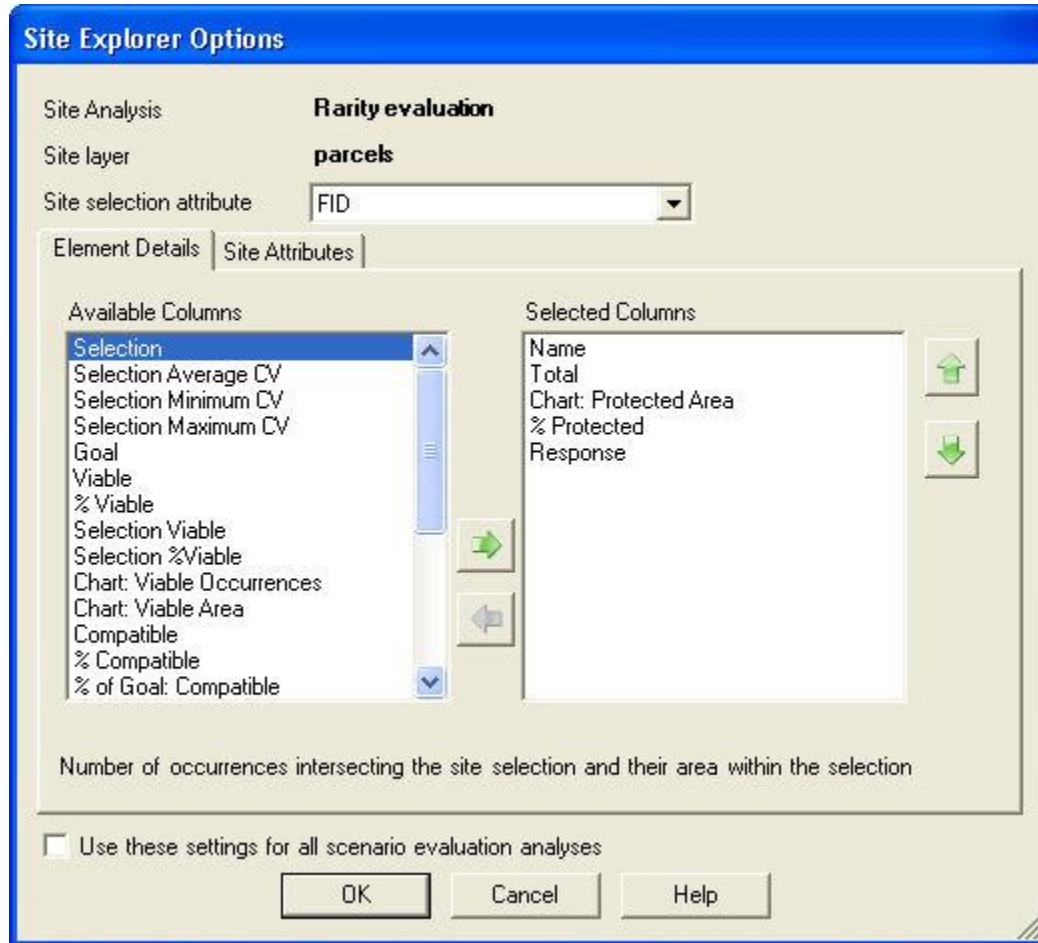 Site Explorer Options
Site Analysis Rarity evaluation
Site layer parcels
Site selection attribute FID
Element Details Site Attributes
Available Columns
Selection
Selection Average CV
Selection Minimum CV
Selection Maximum CV
Goal
Viable
% Viable
Selection Viable
Selection %Viable
Chart: Viable Occurrences
Chart: Viable Area
Compatible
% Compatible
% of Goal: Compatible
Selected Columns
Name
Total
Chart: Protected Area
% Protected
Response
Number of occurrences intersecting the site selection and their area within the selection
Use these settings for all scenario evaluation analyses
OK Cancel Help